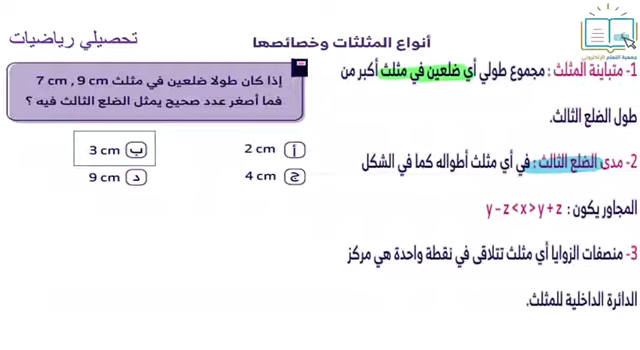 تحصيلي رياضيات
أنواع المثلثات وخصائصها
جمعية التعلم الإلكتروني
1- متباينة المثلث : مجموع طولي أي ضلعين في مثلث أكبر من
طول الضلع الثالث.
2- مدى الضلع الثالث : في أي مثلث أطواله كما في الشكل
المجاور يكون : y – z < x > y + z
3- منصفات الزوايا أي مثلث تتلاقى في نقطة واحدة هي مركز
الدائرة الداخلية للمثلث.
إذا كان طولا ضلعين في مثلث 7 cm , 9 cm
فما أصغر عدد صحيح يمثل الضلع الثالث فيه ؟
أ 2 cm
ب 3 cm
ج 4 cm
د 9 cm